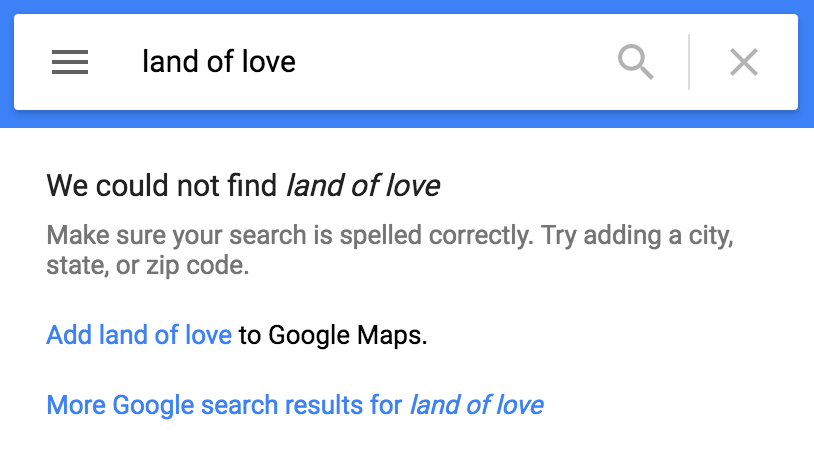 land of love
We could not find land of love
Make sure your search is spelled correctly. Try adding a city,
state, or zip code.
Add land of love to Google Maps.
More Google search results for land of love